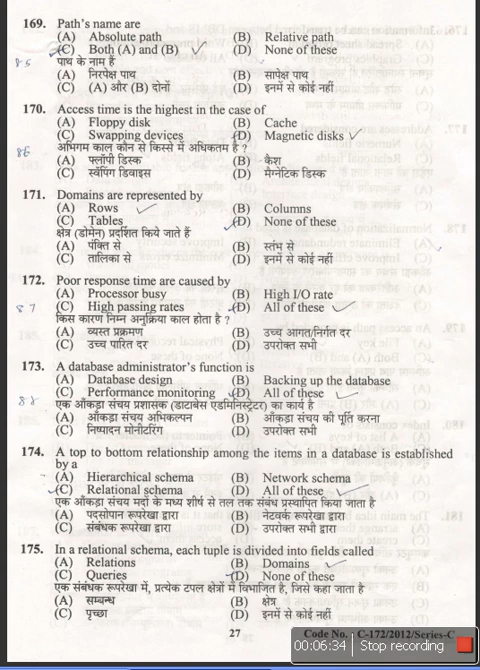 169. Path's name are
(A) Absolute path (B) Relative path
(C) Both (A) and (B) (D) None of these
85 पाथ के नाम है
(A) निरपेक्ष पाथ (B) सापेक्ष पाथ
(C) (A) और (B) दोनों (D) इनमें से कोई नहीं
170. Access time is the highest in the case of
(A) Floppy disk (B) Cache
(C) Swapping devices (D) Magnetic disks
86 अभिगम काल कौन से किस्से में अधिकतम है ?
(A) फ्लॉपी डिस्क (B) कैश
(C) स्वैपिंग डिवाइस (D) मैग्नेटिक डिस्क
171. Domains are represented by
(A) Rows (B) Columns
(C) Tables (D) None of these
क्षेत्र (डोमेन) प्रदर्शित किये जाते हैं
(A) पंक्ति से (B) स्तंभ से
(C) तालिका से (D) इनमें से कोई नहीं
172. Poor response time are caused by
(A) Processor busy (B) High I/O rate
87 (C) High passing rates (D) All of these
किस कारण निम्न अनुक्रिया काल होता है ?
(A) व्यस्त प्रक्रमण (B) उच्च आगत/निर्गत दर
(C) उच्च पारित दर (D) उपरोक्त सभी
173. A database administrator's function is
(A) Database design (B) Backing up the database
88 (C) Performance monitoring (D) All of these
एक आँकड़ा संचय प्रशासक (डाटाबेस एडमिनिस्ट्रेटर) का कार्य है
(A) आँकड़ा संचय अभिकल्पन (B) आँकड़ा संचय की पूर्ति करना
(C) निष्पादन मोनीटरिंग (D) उपरोक्त सभी
174. A top to bottom relationship among the items in a database is established
by a
(A) Hierarchical schema (B) Network schema
(C) Relational schema (D) All of these
एक आँकड़ा संचय मदों के मध्य शीर्ष से तल तक संबंध प्रस्थापित किया जाता है
(A) पदसोपान रूपरेखा द्वारा (B) नेटवर्क रूपरेखा द्वारा
(C) संबंधक रूपरेखा द्वारा (D) उपरोक्त सभी द्वारा
175. In a relational schema, each tuple is divided into fields called
(A) Relations (B) Domains
(C) Queries (D) None of these
एक संबंधक रूपरेखा में, प्रत्येक टपल क्षेत्रों में विभाजित है, जिसे कहा जाता है
(A) सम्बन्ध (B) क्षेत्र
(C) पृच्छा (D) इनमें से कोई नहीं
27 Code No. : C-172/2012/Series-C
00:06:34 Stop recording